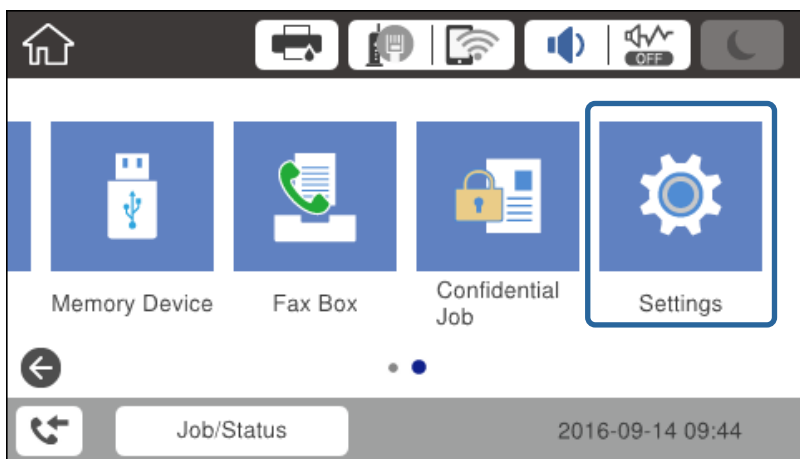 OFF
Memory Device
Fax Box
Confidential
Job
Settings
Job/Status
2016-09-14 09:44